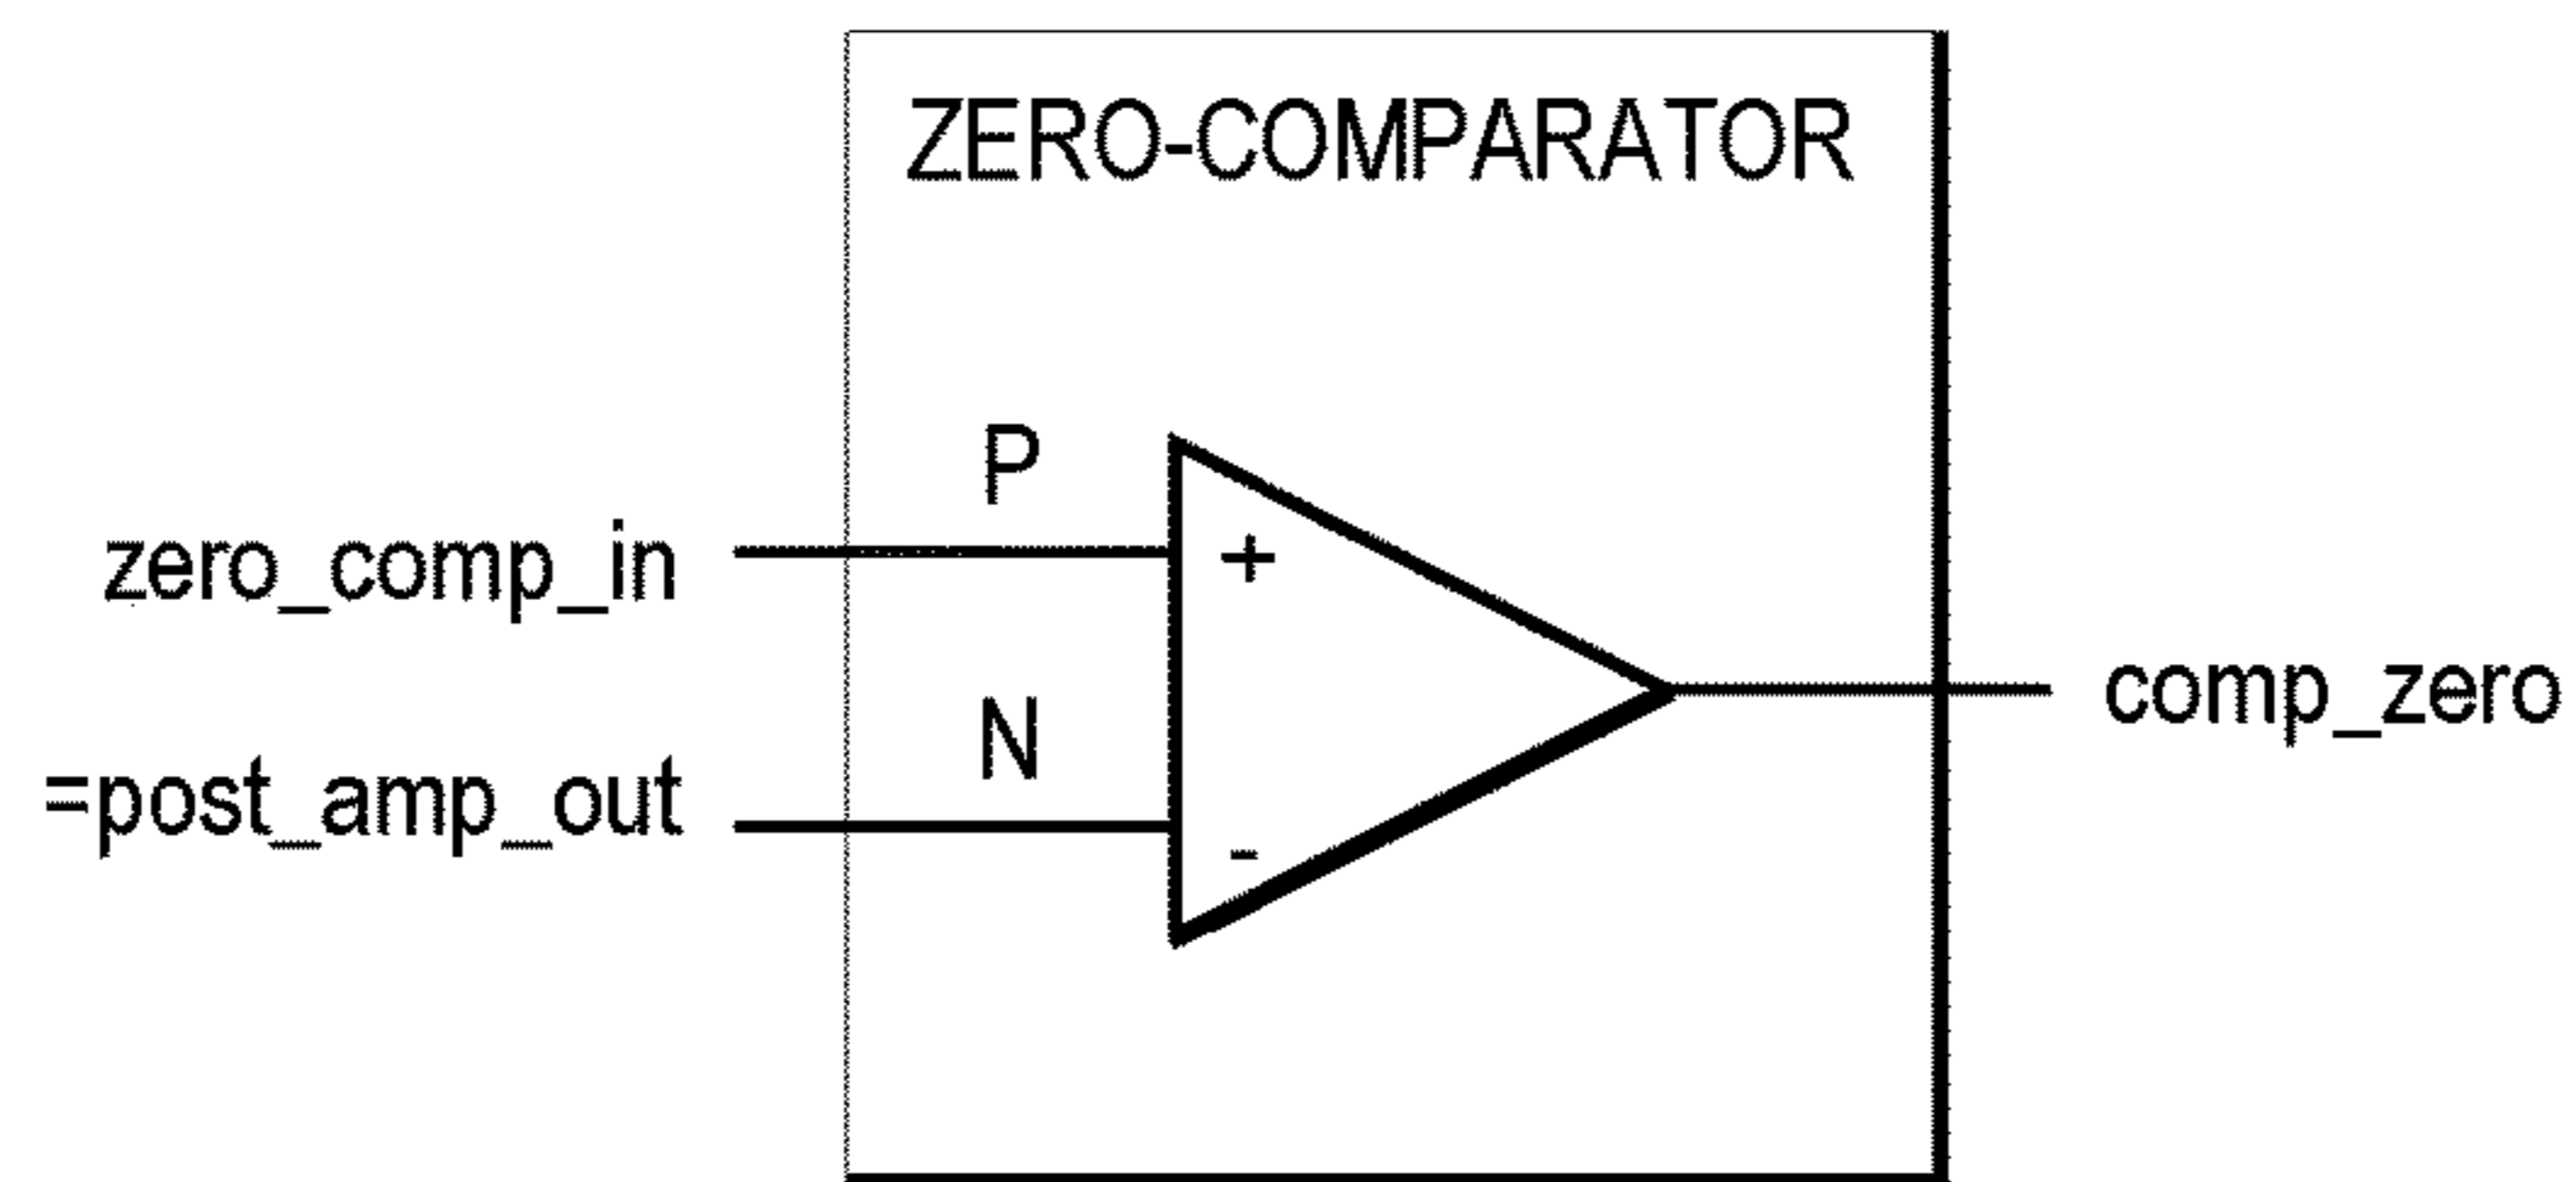 ZERO-COMPARATOR
P
zero_comp_in
+
N
=post_amp_out
-
comp_zero